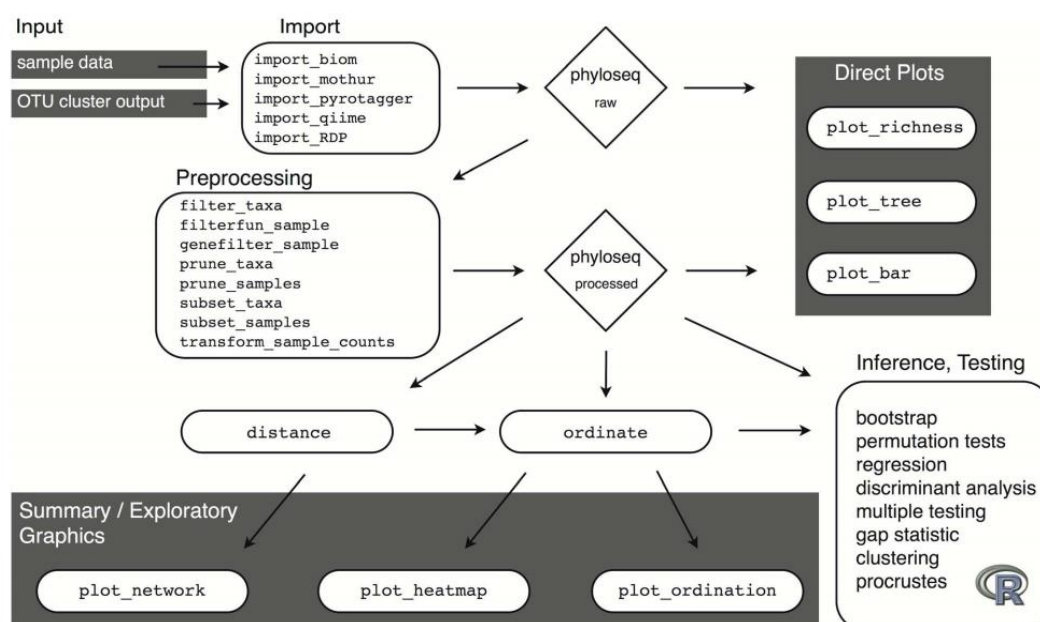 Input
sample data
OTU cluster output
Import
import_biom
import_mothur
import_pyrotagger
import_qiime
import_RDP
phyloseq
raw
Direct Plots
plot_richness
plot_tree
plot_bar
Preprocessing
filter_taxa
filterfun_sample
genefilter_sample
prune_taxa
prune_samples
subset_taxa
subset_samples
transform_sample_counts
phyloseq
processed
distance
ordinate
Inference, Testing
bootstrap
permutation tests
regression
discriminant analysis
multiple testing
gap statistic
clustering
procrustes
R
Summary / Exploratory
Graphics
plot_network
plot_heatmap
plot_ordination